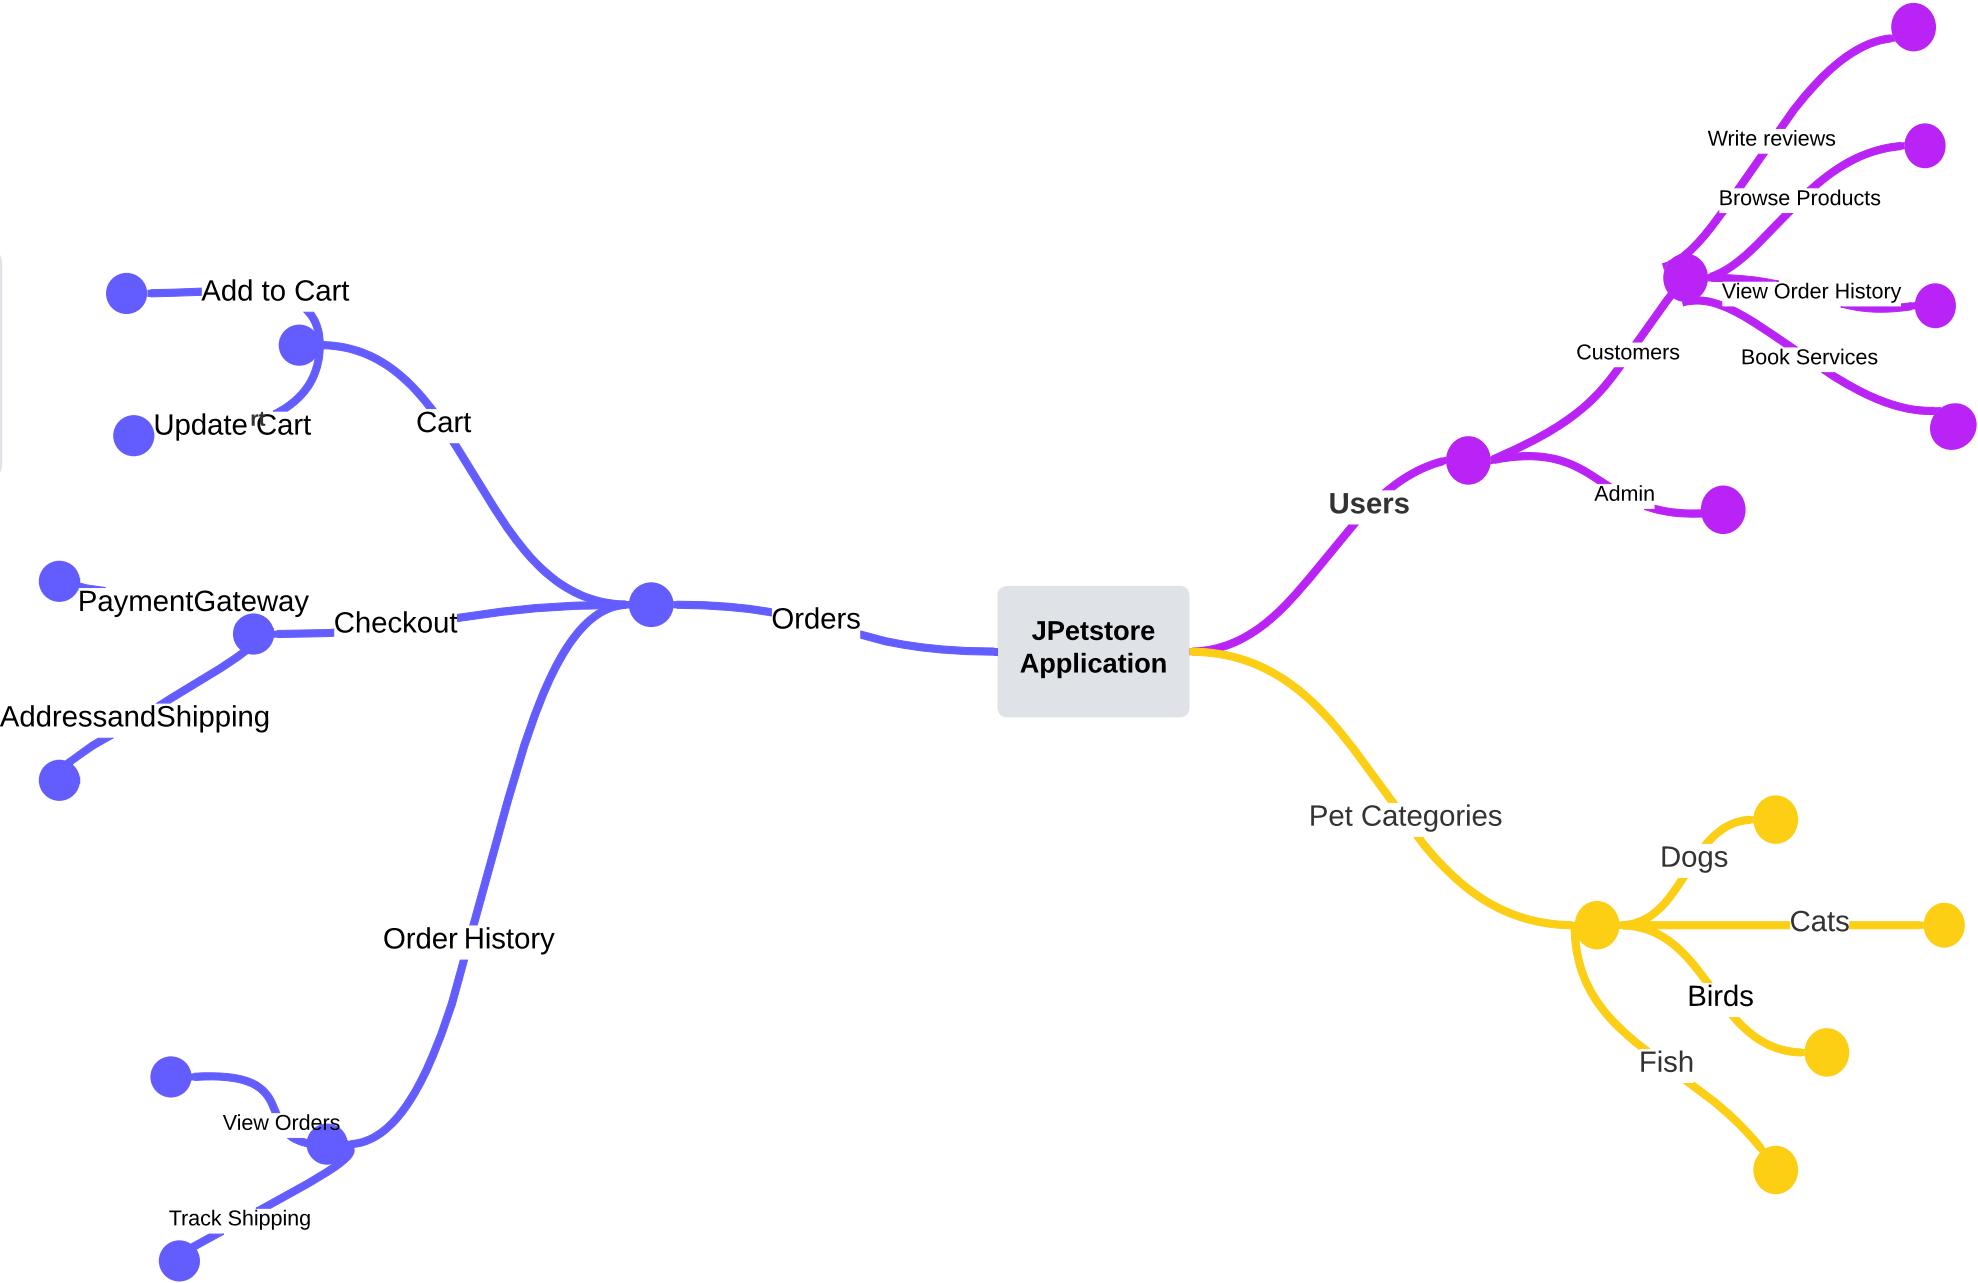 Write reviews
Browse Products
View Order History
Book Services
Customers
Admin
Users
Add to Cart
Update Cart
rt
Cart
PaymentGateway
Checkout
AddressandShipping
Orders
JPetstore
Application
Order History
View Orders
Track Shipping
Pet Categories
Dogs
Cats
Birds
Fish